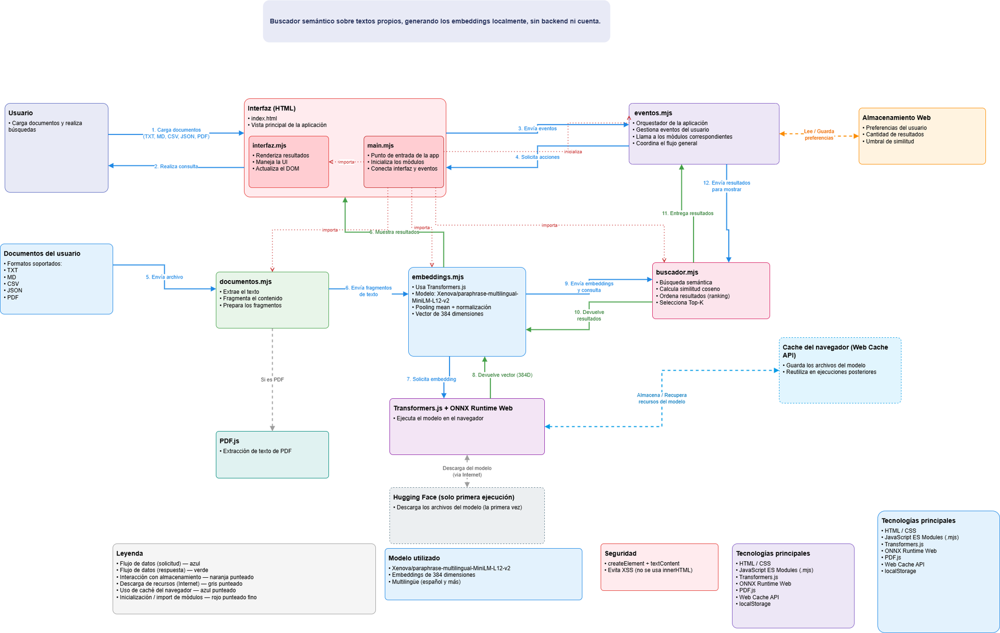 Buscador semántico sobre textos propios, generando los embeddings localmente, sin backend ni cuenta.
Usuario
• Carga documentos y realiza
búsquedas
1. Carga documentos
(TXT, MD, CSV, JSON, PDF)
2. Realiza consulta
Interfaz (HTML)
• index.html
• Vista principal de la aplicación
interfaz.mjs
• Renderiza resultados
• Maneja la UI
• Actualiza el DOM
importa
main.mjs
• Punto de entrada de la app
• Inicializa los módulos
• Conecta interfaz y eventos
3. Envía eventos
inicializa
4. Solicita acciones
eventos.mjs
• Orquestador de la aplicación
• Gestiona eventos del usuario
• Llama a los módulos correspondientes
• Coordina el flujo general
Lee / Guarda
preferencias
Almacenamiento Web
• Preferencias del usuario
• Cantidad de resultados
• Umbral de similitud
12. Envía resultados
para mostrar
11. Entrega resultados
importa
importa
importa
6. Muestra resultados
Documentos del usuario
• Formatos soportados:
• TXT
• MD
• CSV
• JSON
• PDF
5. Envía archivo
documentos.mjs
• Extrae el texto
• Fragmenta el contenido
• Prepara los fragmentos
6. Envía fragmentos
de texto
embeddings.mjs
• Usa Transformers.js
• Modelo: Xenova/paraphrase-multilingual-
MiniLM-L12-v2
• Pooling mean + normalización
• Vector de 384 dimensiones
9. Envía embeddings
y consulta
10. Devuelve
resultados
buscador.mjs
• Búsqueda semántica
• Calcula similitud coseno
• Ordena resultados (ranking)
• Selecciona Top-K
Cache del navegador (Web Cache
API)
• Guarda los archivos del modelo
• Reutiliza en ejecuciones posteriores
Si es PDF
7. Solicita embedding
8. Devuelve vector (384D)
Almacena / Recupera
recursos del modelo
Transformers.js + ONNX Runtime Web
• Ejecuta el modelo en el navegador
PDF.js
• Extracción de texto de PDF
Descarga del modelo
(via Internet)
Hugging Face (solo primera ejecución)
• Descarga los archivos del modelo (la primera vez)
Leyenda
• Flujo de datos (solicitud) — azul
• Flujo de datos (respuesta) — verde
• Interacción con almacenamiento — naranja punteado
• Descarga de recursos (Internet) — gris punteado
• Uso de caché del navegador — azul punteado
• Inicialización / import de módulos — rojo punteado fino
Modelo utilizado
• Xenova/paraphrase-multilingual-MiniLM-L12-v2
• Embeddings de 384 dimensiones
• Multilingüe (español y más)
Seguridad
• createElement + textContent
• Evita XSS (no se usa innerHTML)
Tecnologías principales
• HTML / CSS
• JavaScript ES Modules (.mjs)
• Transformers.js
• ONNX Runtime Web
• PDF.js
• Web Cache API
• localStorage
Tecnologías principales
• HTML / CSS
• JavaScript ES Modules (.mjs)
• Transformers.js
• ONNX Runtime Web
• PDF.js
• Web Cache API
• localStorage